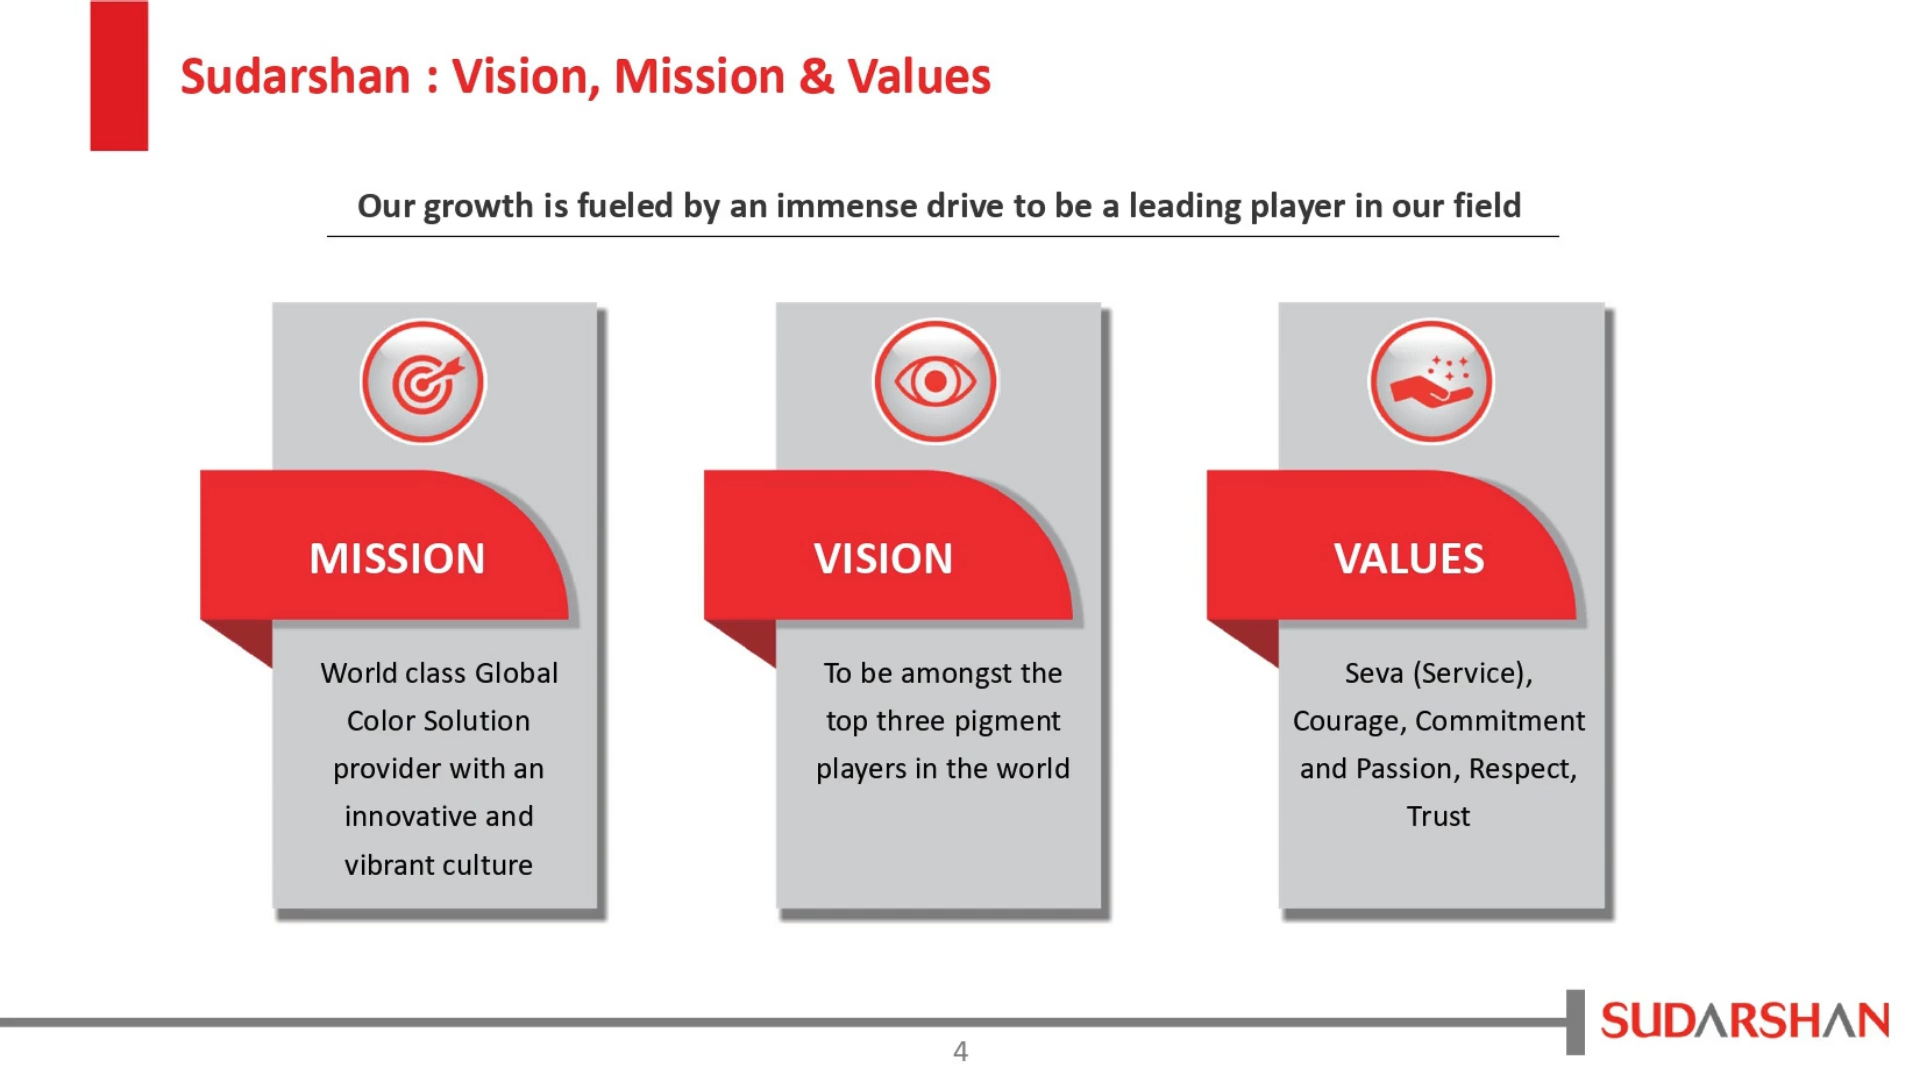 Sudarshan : Vision, Mission & Values
Our growth is fueled by an immense drive to be a leading player in our field
MISSION
World class Global
Color Solution
provider with an
innovative and
vibrant culture
VISION
To be amongst the
top three pigment
players in the world
VALUES
Seva (Service),
Courage, Commitment
and Passion, Respect,
Trust
SUDARSHAN
4